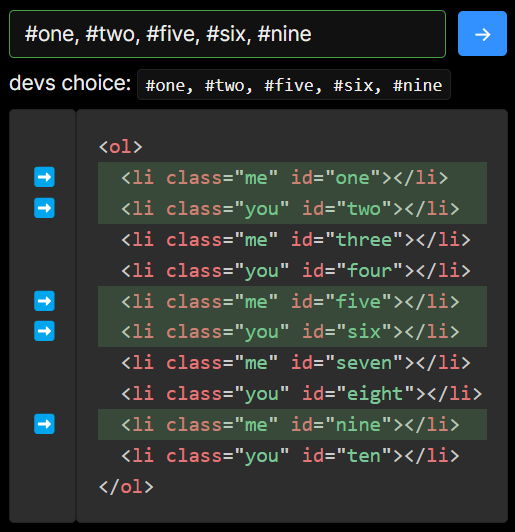 #one, #two, #five, #six, #nine →
devs choice: #one, #two, #five, #six, #nine
<ol>
➡ <li class="me" id="one"></li>
➡ <li class="you" id="two"></li>
<li class="me" id="three"></li>
<li class="you" id="four"></li>
➡ <li class="me" id="five"></li>
➡ <li class="you" id="six"></li>
<li class="me" id="seven"></li>
<li class="you" id="eight"></li>
➡ <li class="me" id="nine"></li>
<li class="you" id="ten"></li>
</ol>